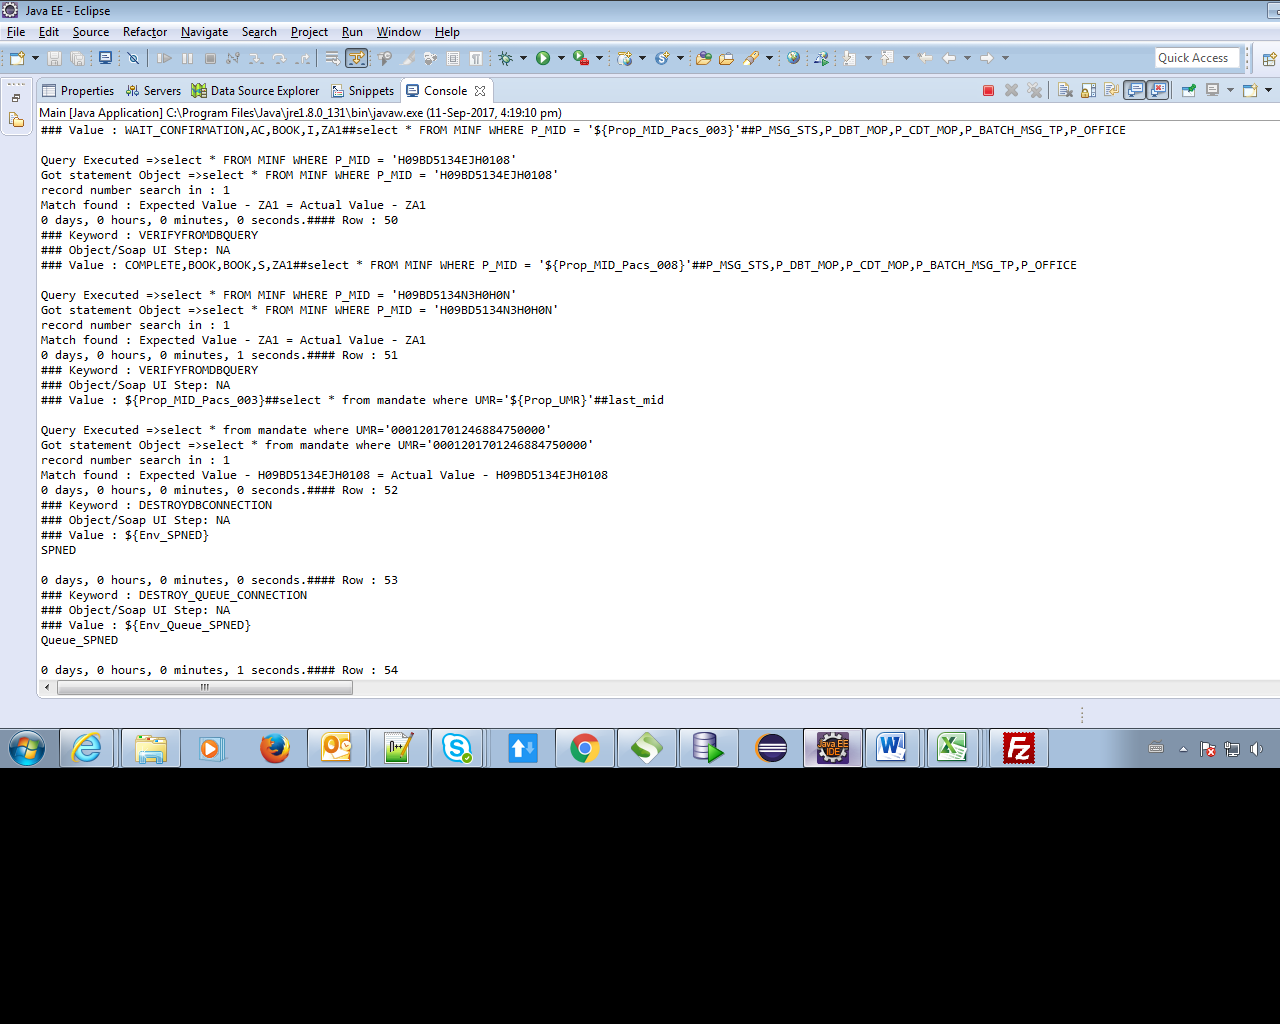 Java EE - Eclipse
File Edit Source Refactor Navigate Search Project Run Window Help
Quick Access
Properties Servers Data Source Explorer Snippets Console
Main [Java Application] C:\Program Files\Java\jre1.8.0_131\bin\javaw.exe (11-Sep-2017, 4:19:10 pm)
### Value : WAIT_CONFIRMATION,AC,BOOK,I,ZA1##select * FROM MINF WHERE P_MID = '${Prop_MID_Pacs_003}'##P_MSG_STS,P_DBT_MOP,P_CDT_MOP,P_BATCH_MSG_TP,P_OFFICE
Query Executed =>select * FROM MINF WHERE P_MID = 'H09BD5134EJH0108'
Got statement Object =>select * FROM MINF WHERE P_MID = 'H09BD5134EJH0108'
record number search in : 1
Match found : Expected Value - ZA1 = Actual Value - ZA1
0 days, 0 hours, 0 minutes, 0 seconds.#### Row : 50
### Keyword : VERIFYFROMDBQUERY
### Object/Soap UI Step: NA
### Value : COMPLETE,BOOK,BOOK,S,ZA1##select * FROM MINF WHERE P_MID = '${Prop_MID_Pacs_008}'##P_MSG_STS,P_DBT_MOP,P_CDT_MOP,P_BATCH_MSG_TP,P_OFFICE
Query Executed =>select * FROM MINF WHERE P_MID = 'H09BD5134N3H0H0N'
Got statement Object =>select * FROM MINF WHERE P_MID = 'H09BD5134N3H0H0N'
record number search in : 1
Match found : Expected Value - ZA1 = Actual Value - ZA1
0 days, 0 hours, 0 minutes, 1 seconds.#### Row : 51
### Keyword : VERIFYFROMDBQUERY
### Object/Soap UI Step: NA
### Value : ${Prop_MID_Pacs_003}##select * from mandate where UMR='${Prop_UMR}'##last_mid
Query Executed =>select * from mandate where UMR='0001201701246884750000'
Got statement Object =>select * from mandate where UMR='0001201701246884750000'
record number search in : 1
Match found : Expected Value - H09BD5134EJH0108 = Actual Value - H09BD5134EJH0108
0 days, 0 hours, 0 minutes, 0 seconds.#### Row : 52
### Keyword : DESTROYDBCONNECTION
### Object/Soap UI Step: NA
### Value : ${Env_SPNED}
SPNED
0 days, 0 hours, 0 minutes, 0 seconds.#### Row : 53
### Keyword : DESTROY_QUEUE_CONNECTION
### Object/Soap UI Step: NA
### Value : ${Env_Queue_SPNED}
Queue_SPNED
0 days, 0 hours, 0 minutes, 1 seconds.#### Row : 54
Java EE
IDE